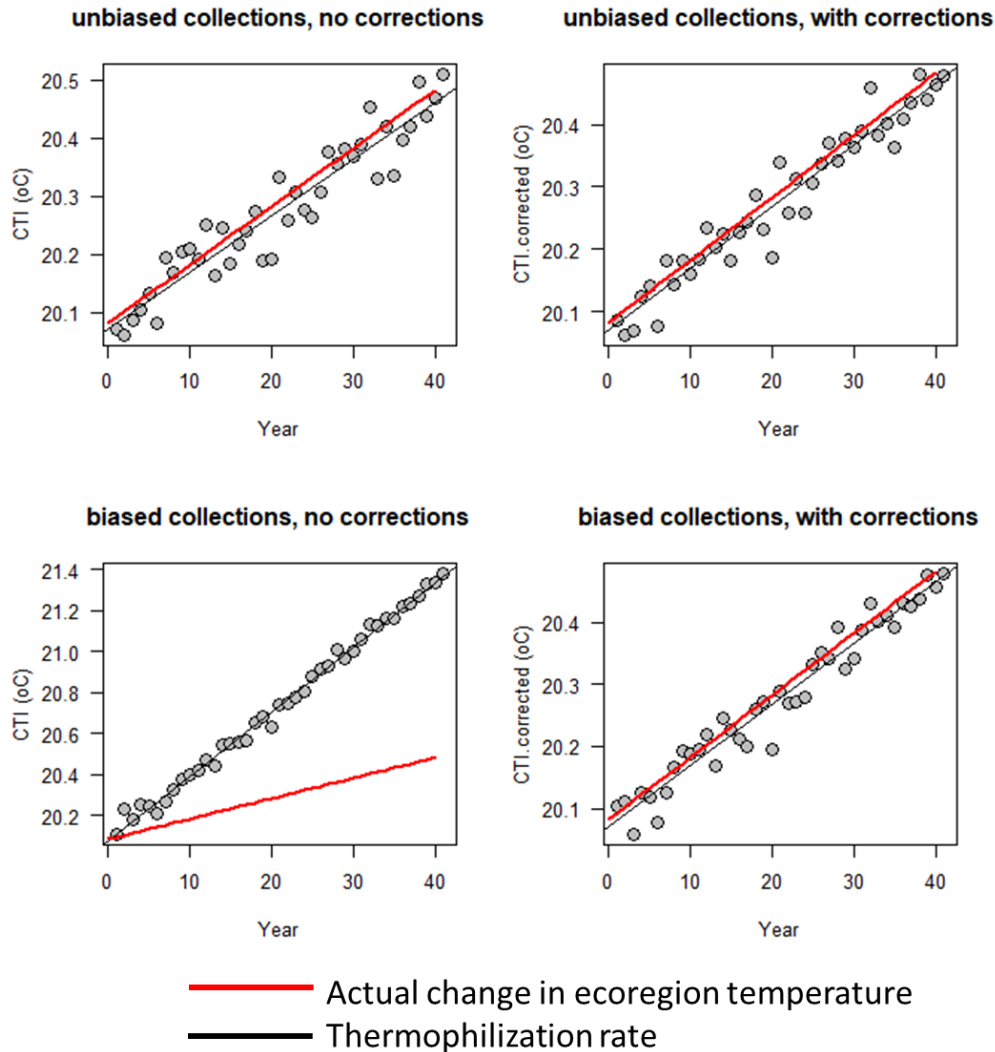 unbiased collections, no corrections
CTI (oC)
20.5
20.4
20.3
20.2
20.1
0 10 20 30 40
Year
unbiased collections, with corrections
CTI.corrected (oC)
20.4
20.3
20.2
20.1
0 10 20 30 40
Year
biased collections, no corrections
CTI (oC)
21.4
21.2
21.0
20.8
20.6
20.4
20.2
0 10 20 30 40
Year
biased collections, with corrections
CTI.corrected (oC)
20.4
20.3
20.2
20.1
0 10 20 30 40
Year
Actual change in ecoregion temperature
Thermophilization rate